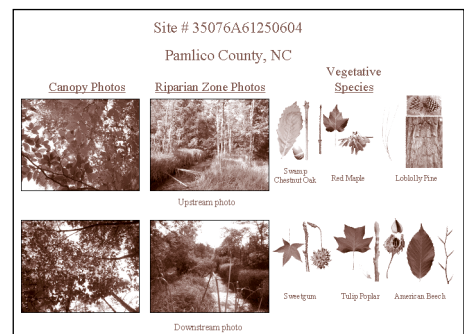 Site # 35076A61250604
Pamlico County, NC
Canopy Photos
Riparian Zone Photos
Vegetative
Species
Swamp
Chestnut Oak
Red Maple
Loblolly Pine
Upstream photo
Sweetgum
Tulip Poplar
American Beech
Downstream photo